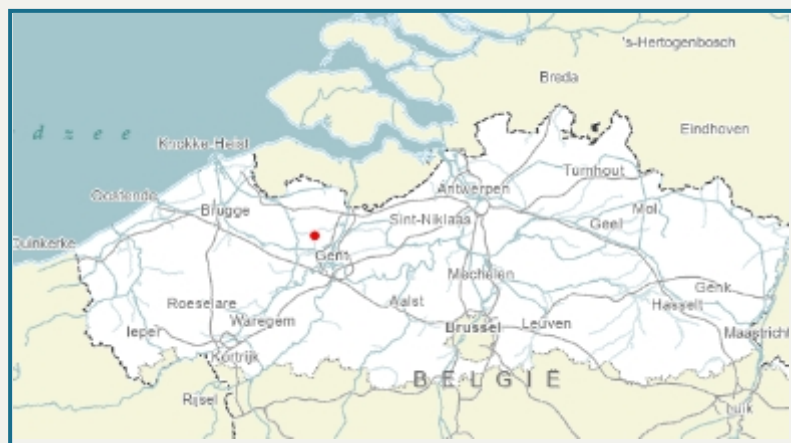 's-Hertogenbosch
Breda
dzee
Eindhoven
Knokke-Heist
Turnhout
Antwerpen
Oostende
Mol
Brugge
Sint-Niklaas
Geel
Duinkerke
Gent
Mechelen
Genk
Roeselare
Aalst
Hasselt
Waregem
Ieper
Brussel
Leuven
Maastricht
Kortrijk
BELGIË
Rijsel
Luik